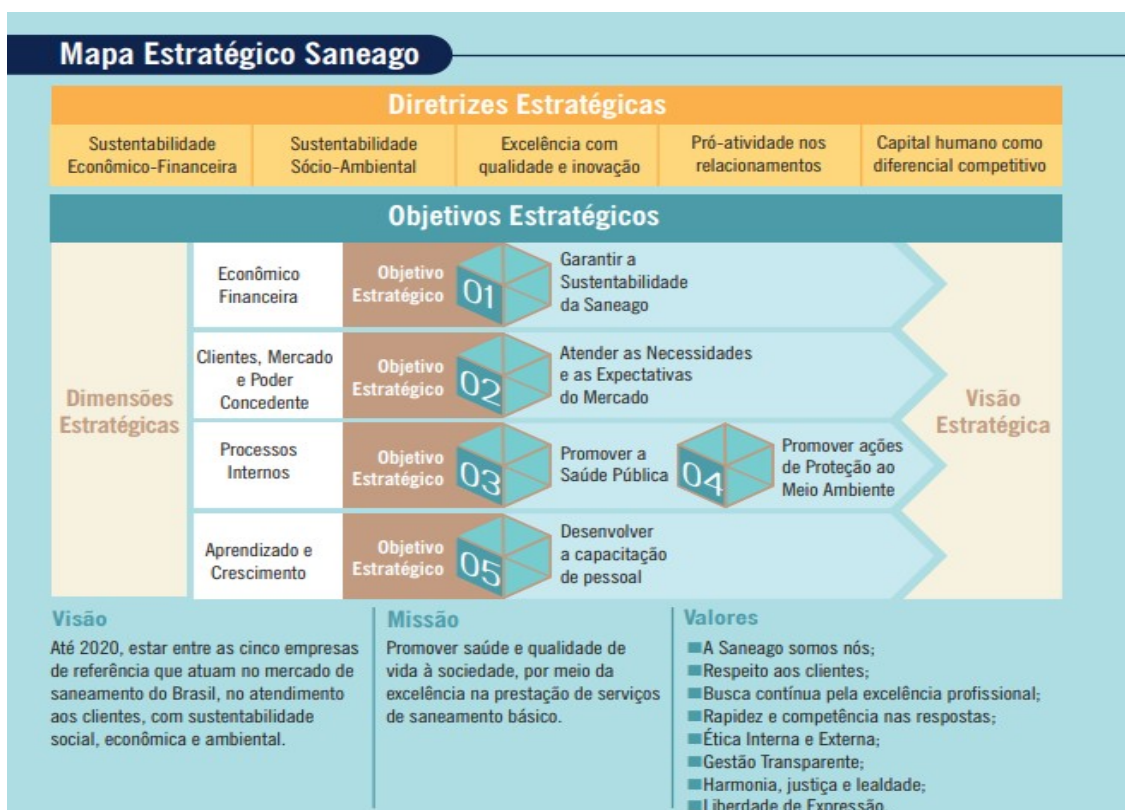 Mapa Estratégico Saneago
Diretrizes Estratégicas
Sustentabilidade
Econômico-Financeira
Sustentabilidade
Sócio-Ambiental
Excelência com
qualidade e inovação
Pró-atividade nos
relacionamentos
Capital humano como
diferencial competitivo
Objetivos Estratégicos
Dimensões
Estratégicas
Econômico
Financeira
Objetivo
Estratégico
01
Garantir a
Sustentabilidade
da Saneago
Clientes, Mercado
e Poder
Concedente
Objetivo
Estratégico
02
Atender as Necessidades
e as Expectativas
do Mercado
Processos
Internos
Objetivo
Estratégico
03
Promover a
Saúde Pública
04
Promover ações
de Proteção ao
Meio Ambiente
Aprendizado e
Crescimento
Objetivo
Estratégico
05
Desenvolver
a capacitação
de pessoal
Visão
Estratégica
Visão
Até 2020, estar entre as cinco empresas
de referência que atuam no mercado de
saneamento do Brasil, no atendimento
aos clientes, com sustentabilidade
social, econômica e ambiental.
Missão
Promover saúde e qualidade de
vida à sociedade, por meio da
excelência na prestação de serviços
de saneamento básico.
Valores
A Saneago somos nós;
Respeito aos clientes;
Busca contínua pela excelência profissional;
Rapidez e competência nas respostas;
Ética Interna e Externa;
Gestão Transparente;
Harmonia, justiça e lealdade;
Liberdade de Expressão